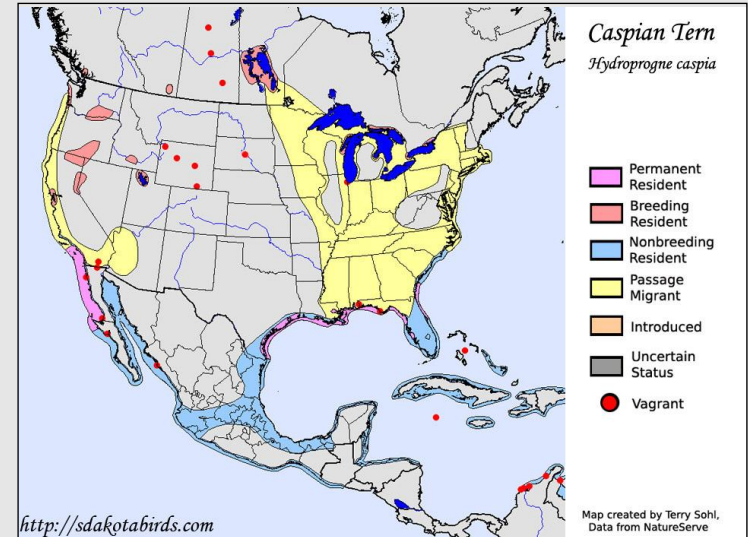 Caspian Tern
Hydroprogne caspia
Permanent
Resident
Breeding
Resident
Nonbreeding
Resident
Passage
Migrant
Introduced
Uncertain
Status
Vagrant
http://sdakotabirds.com
Map created by Terry Sohl,
Data from NatureServe